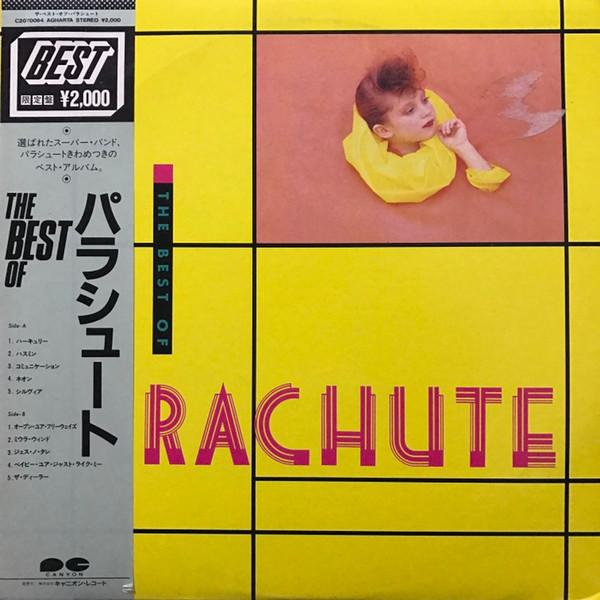 ザ・ベスト・オブ・パラシュート
C20Y0064 AGHARTA STEREO ¥2,000
BEST
限定盤 ¥2,000
選ばれたスーパー・バンド、
パラシュートきわめつきの
ベスト・アルバム。
THE
BEST
OF
パラシュート
Side-A
1. ハーキュリー
2. ハスミン
3. コミュニケーション
4. ネオン
5. シルヴィア
Side-B
1. オープン・ユア・フリーウェイズ
2. ミウラ・ウィンド
3. ジェス・ノ・タレ
4. ベイビー・ユア・ジャスト・ライク・ミー
5. ザ・ディーラー
PC
CANYON
キャニオン・レコード
THE BEST OF
RACHUTE